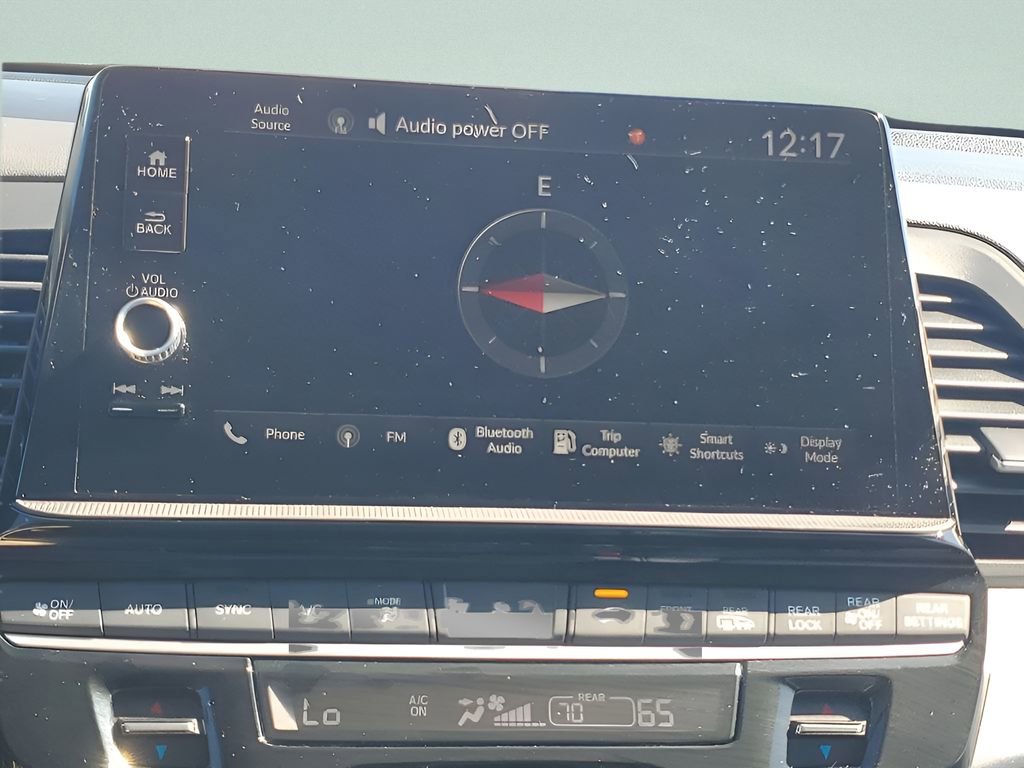 Audio
Source
Audio power OFF
12:17
HOME
BACK
VOL
AUDIO
E
Phone
FM
Bluetooth
Audio
Trip
Computer
Smart
Shortcuts
Display
Mode
ON/
OFF
AUTO
SYNC
A/C
MODE
FRONT
REAR
REAR
LOCK
REAR
ON/
OFF
REAR
SETTINGS
Lo
A/C
ON
REAR
70
65